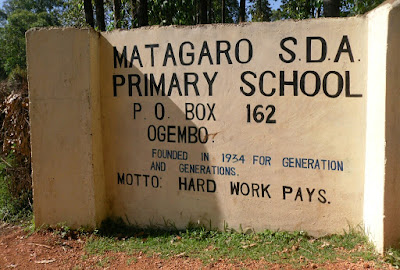 MATAGARO S.D.A.
PRIMARY SCHOOL
P.O. BOX 162
OGEMBO.
FOUNDED IN 1934 FOR GENERATION
AND GENERATIONS.
MOTTO: HARD WORK PAYS.